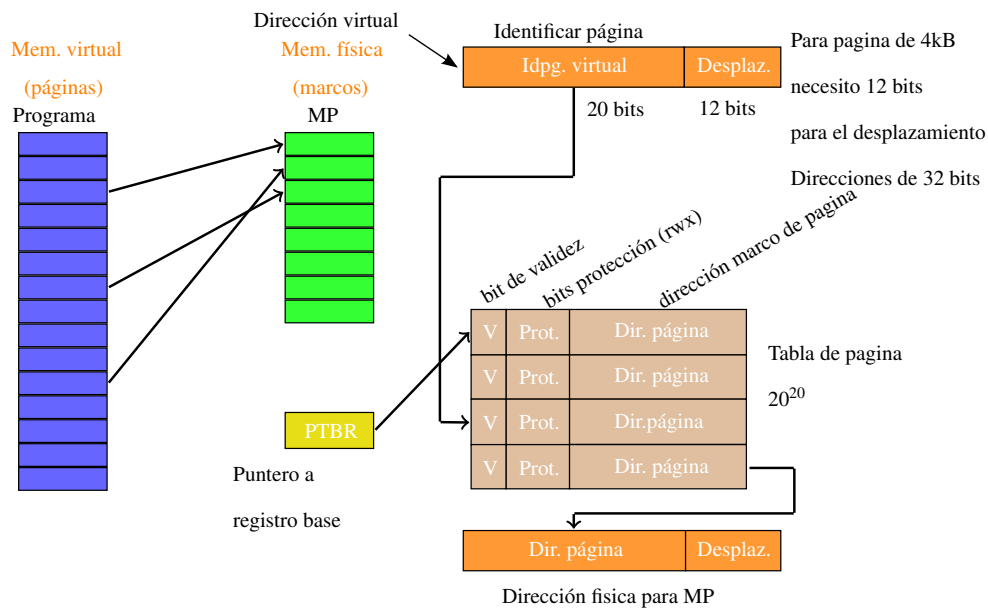 Dirección virtual
Mem. virtual
(páginas)
Programa
Mem. física
(marcos)
MP
Identificar página
Idpg. virtual
Desplaz.
20 bits
12 bits
Para pagina de 4kB
necesito 12 bits
para el desplazamiento
Direcciones de 32 bits
bit de validez
bits protección (rwx)
dirección marco de pagina
V Prot. Dir. página
V Prot. Dir. página
V Prot. Dir.página
V Prot. Dir. página
Tabla de pagina
20²⁰
PTBR
Puntero a
registro base
Dir. página
Desplaz.
Dirección fisica para MP